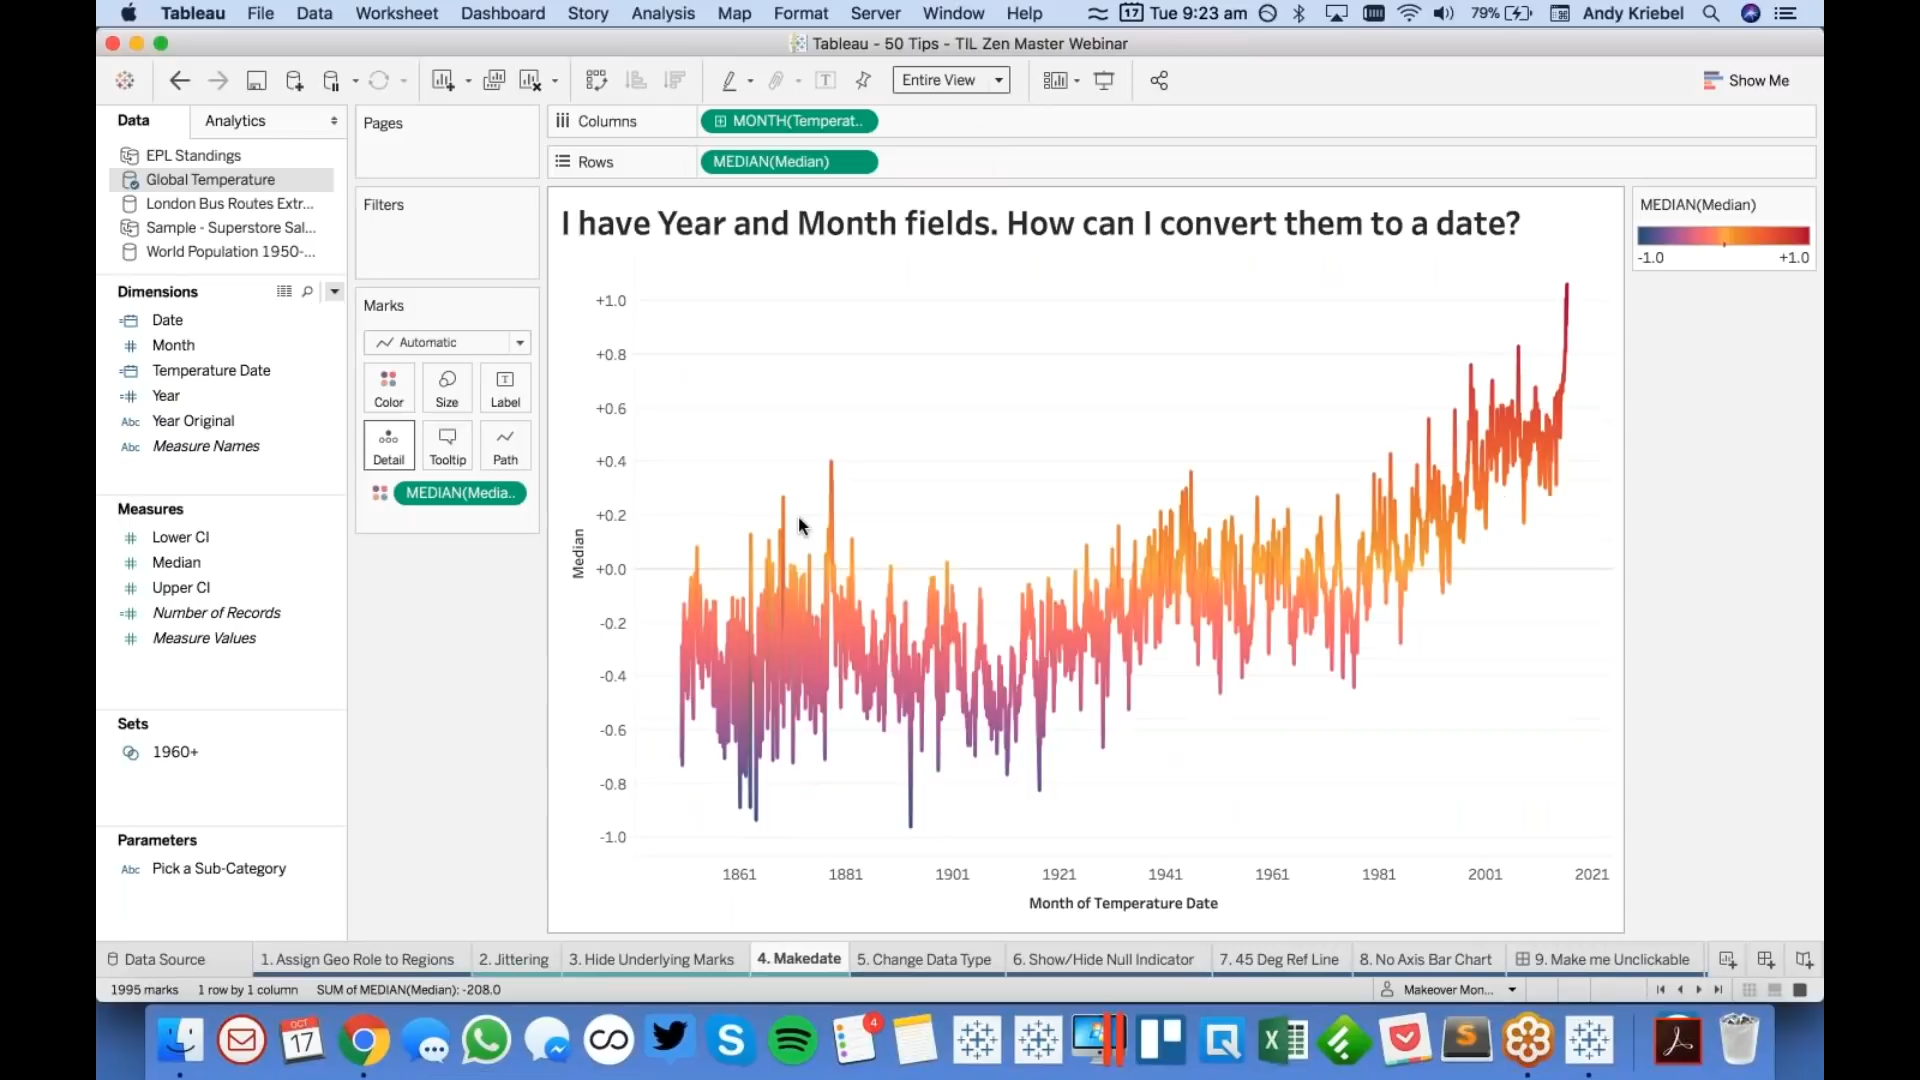 Tableau File Data Worksheet Dashboard Story Analysis Map Format Server Window Help 17 Tue 9:23 am 79% Andy Kriebel
Tableau - 50 Tips - TIL Zen Master Webinar
Entire View
Show Me
Data
Analytics
EPL Standings
Global Temperature
London Bus Routes Extr...
Sample - Superstore Sal...
World Population 1950-...
Dimensions
Date
Month
Temperature Date
Year
Abc Year Original
Abc Measure Names
Measures
Lower CI
Median
Upper CI
Number of Records
Measure Values
Sets
1960+
Parameters
Abc Pick a Sub-Category
Pages
Filters
Marks
Automatic
Color Size Label
Detail Tooltip Path
MEDIAN(Media..
Columns MONTH(Temperat..
Rows MEDIAN(Median)
I have Year and Month fields. How can I convert them to a date?
+1.0
+0.8
+0.6
+0.4
+0.2
+0.0
-0.2
-0.4
-0.6
-0.8
-1.0
Median
1861 1881 1901 1921 1941 1961 1981 2001 2021
Month of Temperature Date
MEDIAN(Median)
-1.0 +1.0
Data Source 1. Assign Geo Role to Regions 2. Jittering 3. Hide Underlying Marks 4. Makedate 5. Change Data Type 6. Show/Hide Null Indicator 7. 45 Deg Ref Line 8. No Axis Bar Chart 9. Make me Unclickable
1995 marks 1 row by 1 column SUM of MEDIAN(Median): -208.0 Makeover Mon...
OCT
17
4